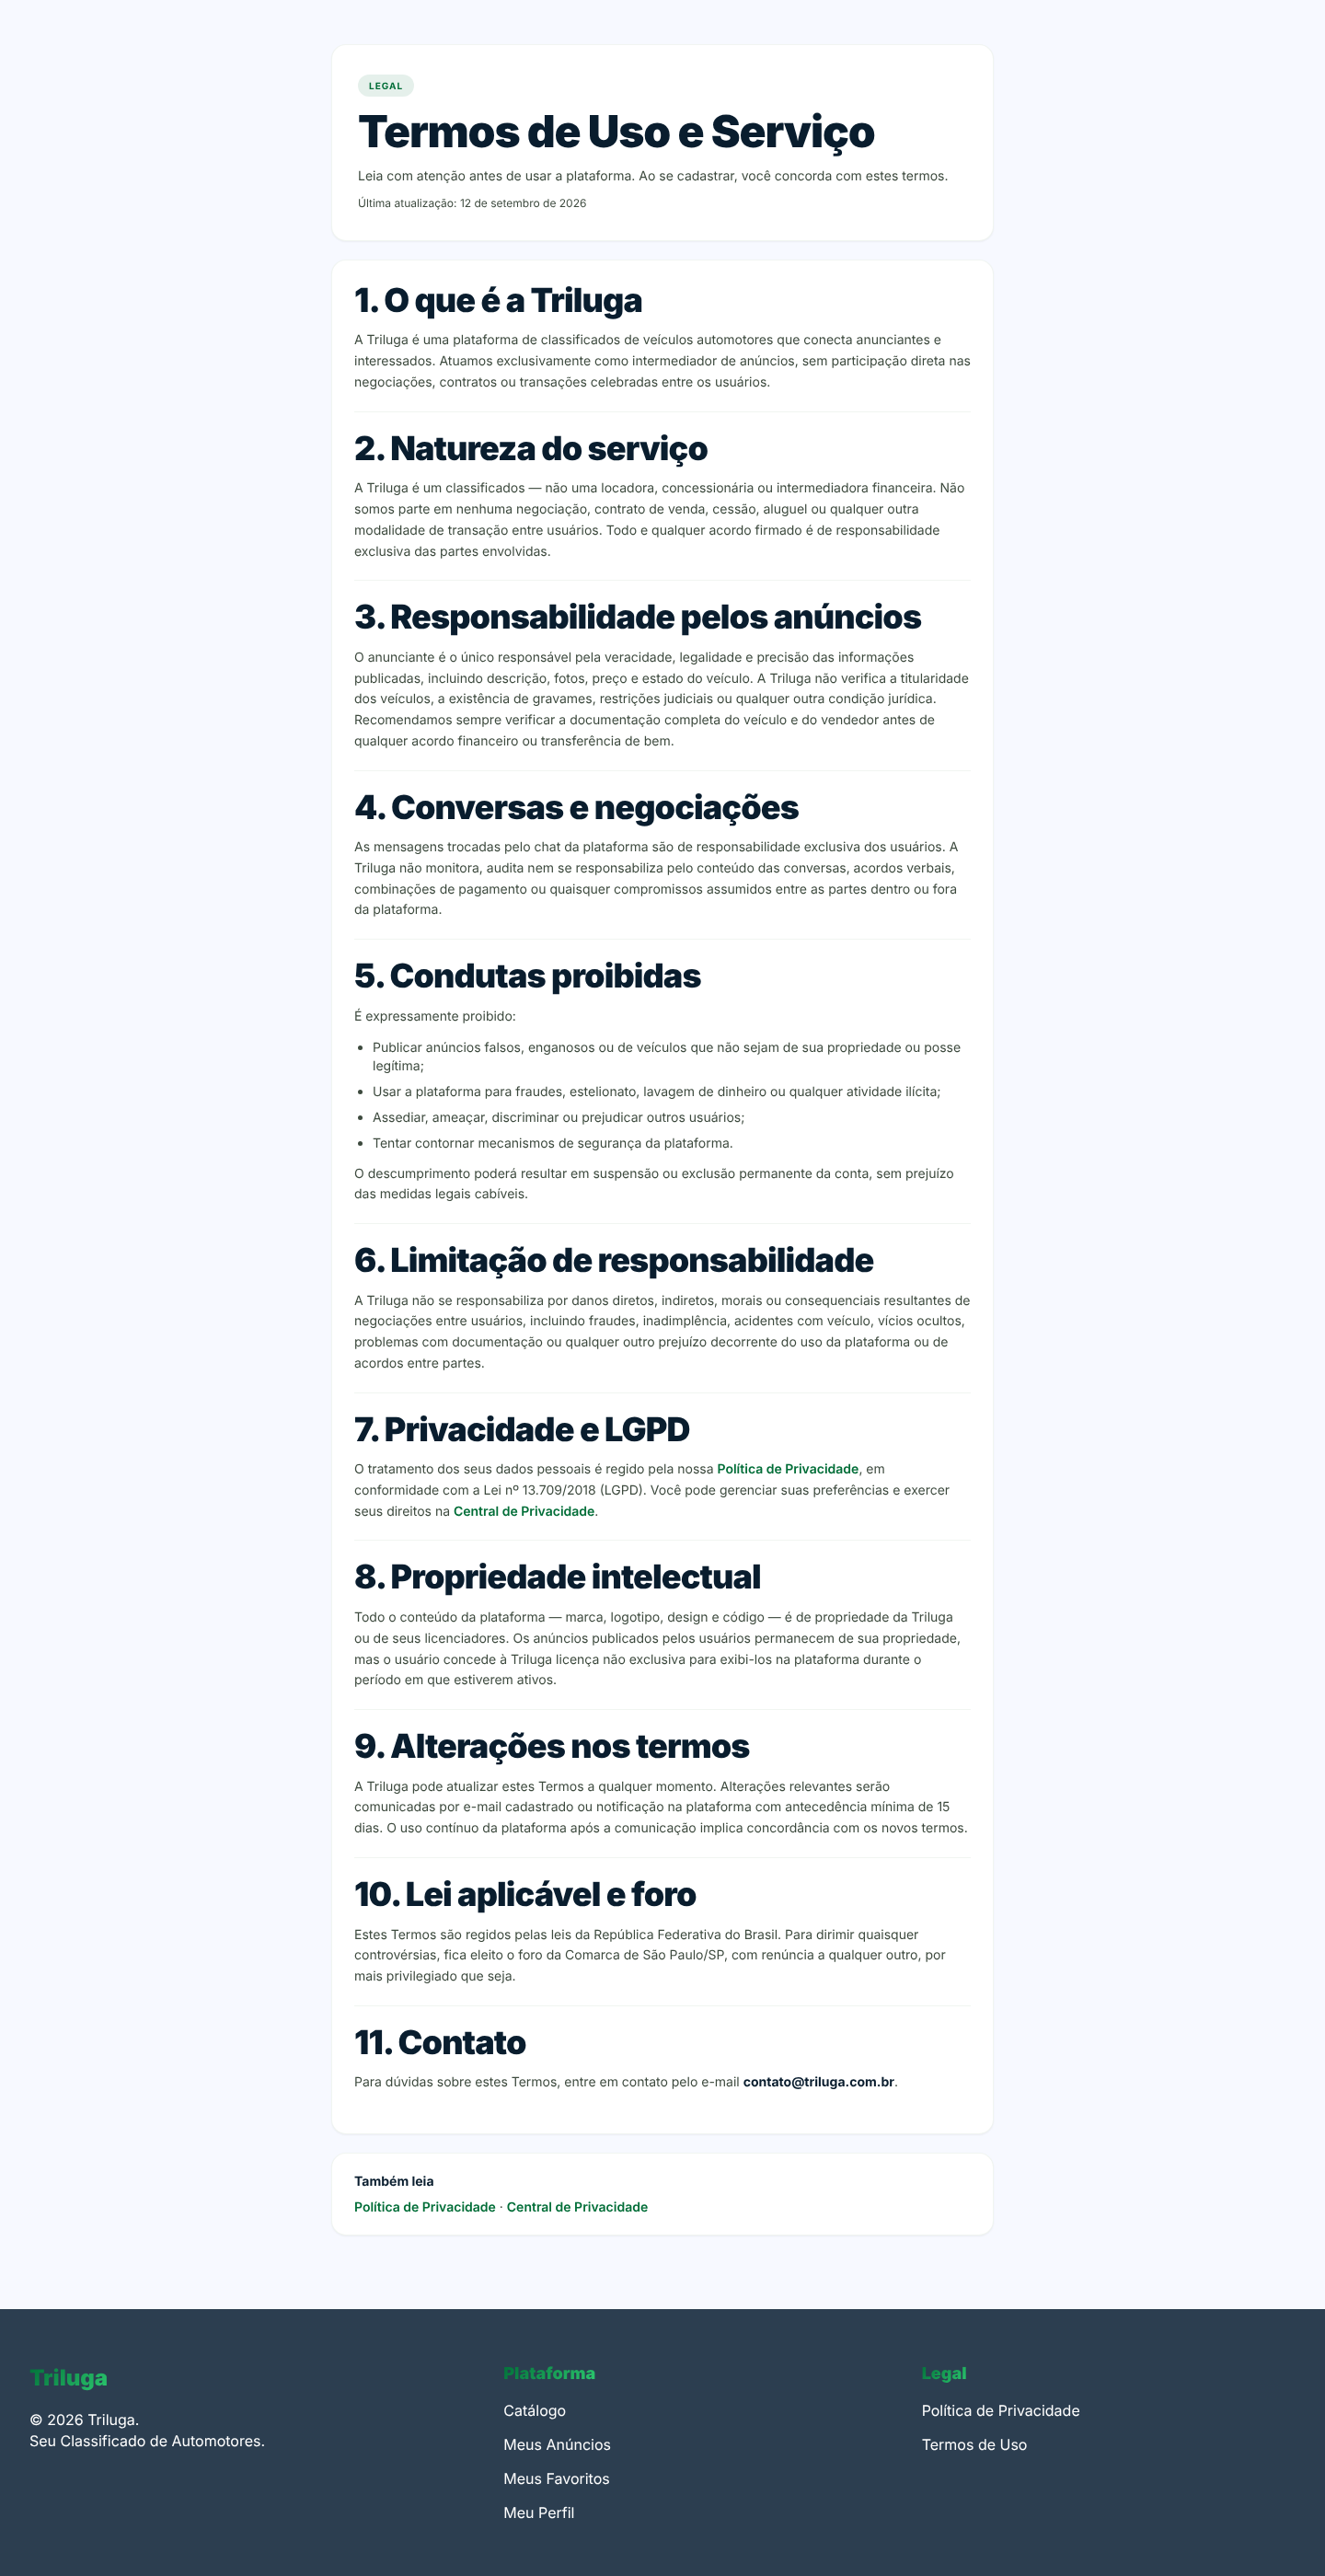 LEGAL
Termos de Uso e Serviço
Leia com atenção antes de usar a plataforma. Ao se cadastrar, você concorda com estes termos.
Última atualização: 12 de setembro de 2026
1. O que é a Triluga
A Triluga é uma plataforma de classificados de veículos automotores que conecta anunciantes e
interessados. Atuamos exclusivamente como intermediador de anúncios, sem participação direta nas
negociações, contratos ou transações celebradas entre os usuários.
2. Natureza do serviço
A Triluga é um classificados — não uma locadora, concessionária ou intermediadora financeira. Não
somos parte em nenhuma negociação, contrato de venda, cessão, aluguel ou qualquer outra
modalidade de transação entre usuários. Todo e qualquer acordo firmado é de responsabilidade
exclusiva das partes envolvidas.
3. Responsabilidade pelos anúncios
O anunciante é o único responsável pela veracidade, legalidade e precisão das informações
publicadas, incluindo descrição, fotos, preço e estado do veículo. A Triluga não verifica a titularidade
dos veículos, a existência de gravames, restrições judiciais ou qualquer outra condição jurídica.
Recomendamos sempre verificar a documentação completa do veículo e do vendedor antes de
qualquer acordo financeiro ou transferência de bem.
4. Conversas e negociações
As mensagens trocadas pelo chat da plataforma são de responsabilidade exclusiva dos usuários. A
Triluga não monitora, audita nem se responsabiliza pelo conteúdo das conversas, acordos verbais,
combinações de pagamento ou quaisquer compromissos assumidos entre as partes dentro ou fora
da plataforma.
5. Condutas proibidas
É expressamente proibido:
• Publicar anúncios falsos, enganosos ou de veículos que não sejam de sua propriedade ou posse
legítima;
• Usar a plataforma para fraudes, estelionato, lavagem de dinheiro ou qualquer atividade ilícita;
• Assediar, ameaçar, discriminar ou prejudicar outros usuários;
• Tentar contornar mecanismos de segurança da plataforma.
O descumprimento poderá resultar em suspensão ou exclusão permanente da conta, sem prejuízo
das medidas legais cabíveis.
6. Limitação de responsabilidade
A Triluga não se responsabiliza por danos diretos, indiretos, morais ou consequenciais resultantes de
negociações entre usuários, incluindo fraudes, inadimplência, acidentes com veículo, vícios ocultos,
problemas com documentação ou qualquer outro prejuízo decorrente do uso da plataforma ou de
acordos entre partes.
7. Privacidade e LGPD
O tratamento dos seus dados pessoais é regido pela nossa Política de Privacidade, em
conformidade com a Lei nº 13.709/2018 (LGPD). Você pode gerenciar suas preferências e exercer
seus direitos na Central de Privacidade.
8. Propriedade intelectual
Todo o conteúdo da plataforma — marca, logotipo, design e código — é de propriedade da Triluga
ou de seus licenciadores. Os anúncios publicados pelos usuários permanecem de sua propriedade,
mas o usuário concede à Triluga licença não exclusiva para exibi-los na plataforma durante o
período em que estiverem ativos.
9. Alterações nos termos
A Triluga pode atualizar estes Termos a qualquer momento. Alterações relevantes serão
comunicadas por e-mail cadastrado ou notificação na plataforma com antecedência mínima de 15
dias. O uso contínuo da plataforma após a comunicação implica concordância com os novos termos.
10. Lei aplicável e foro
Estes Termos são regidos pelas leis da República Federativa do Brasil. Para dirimir quaisquer
controvérsias, fica eleito o foro da Comarca de São Paulo/SP, com renúncia a qualquer outro, por
mais privilegiado que seja.
11. Contato
Para dúvidas sobre estes Termos, entre em contato pelo e-mail contato@triluga.com.br.
Também leia
Política de Privacidade · Central de Privacidade
Triluga
© 2026 Triluga.
Seu Classificado de Automotores.
Plataforma
Catálogo
Meus Anúncios
Meus Favoritos
Meu Perfil
Legal
Política de Privacidade
Termos de Uso